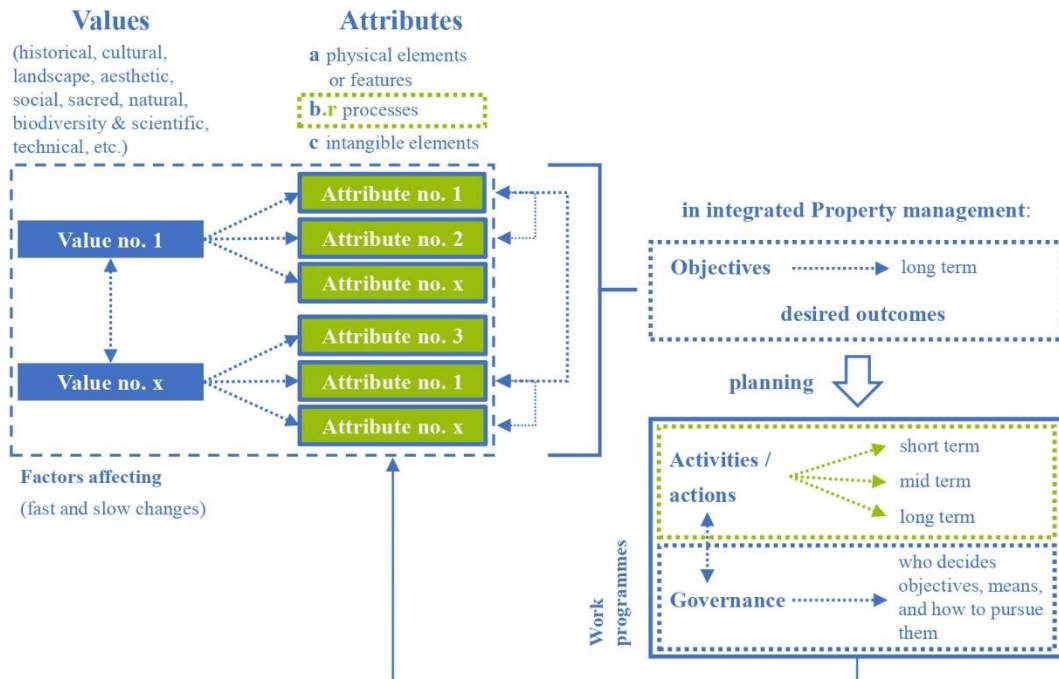 Values
(historical, cultural,
landscape, aesthetic,
social, sacred, natural,
biodiversity & scientific,
technical, etc.)
Attributes
a physical elements
or features
b.r processes
c intangible elements
Value no. 1
Value no. x
Attribute no. 1
Attribute no. 2
Attribute no. x
Attribute no. 3
Attribute no. 1
Attribute no. x
Factors affecting
(fast and slow changes)
in integrated Property management:
Objectives
long term
desired outcomes
planning
Work
programmes
Activities /
actions
short term
mid term
long term
Governance
who decides
objectives, means,
and how to pursue
them